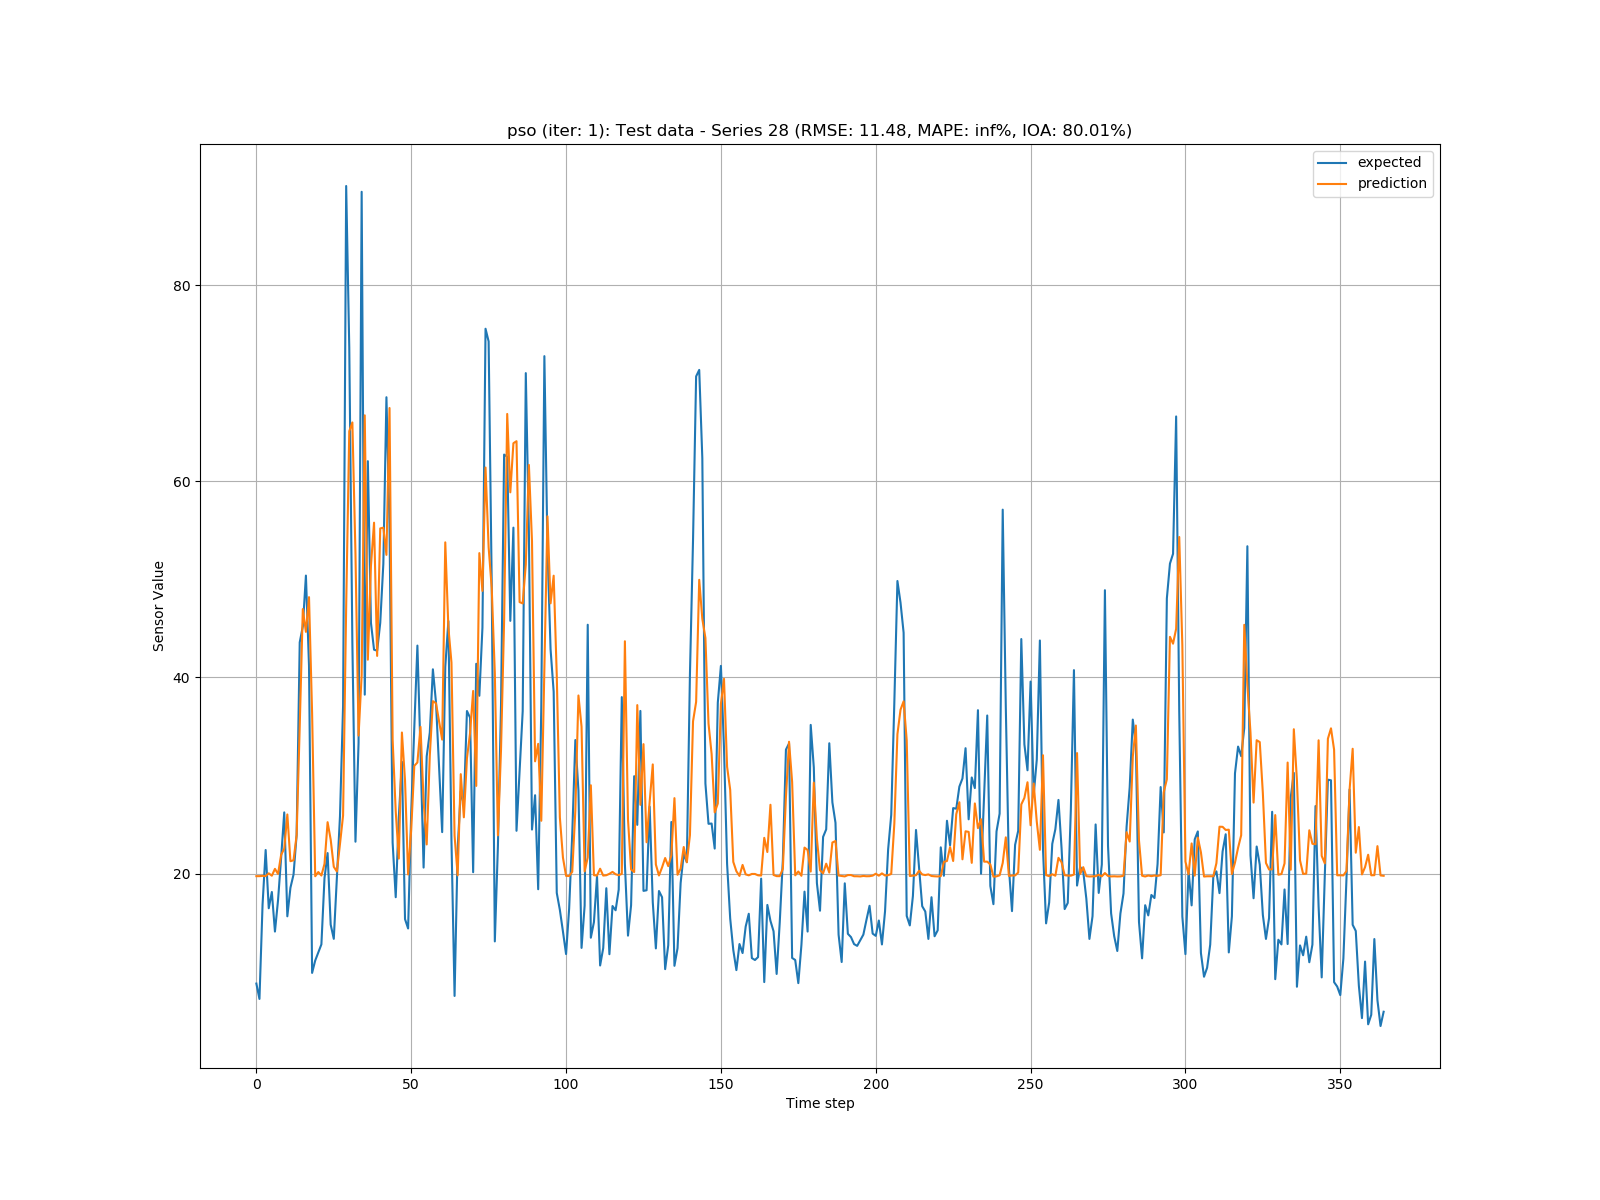 pso (iter: 1): Test data - Series 28 (RMSE: 11.48, MAPE: inf%, IOA: 80.01%)
expected
prediction
80
60
40
20
Sensor Value
0 50 100 150 200 250 300 350
Time step